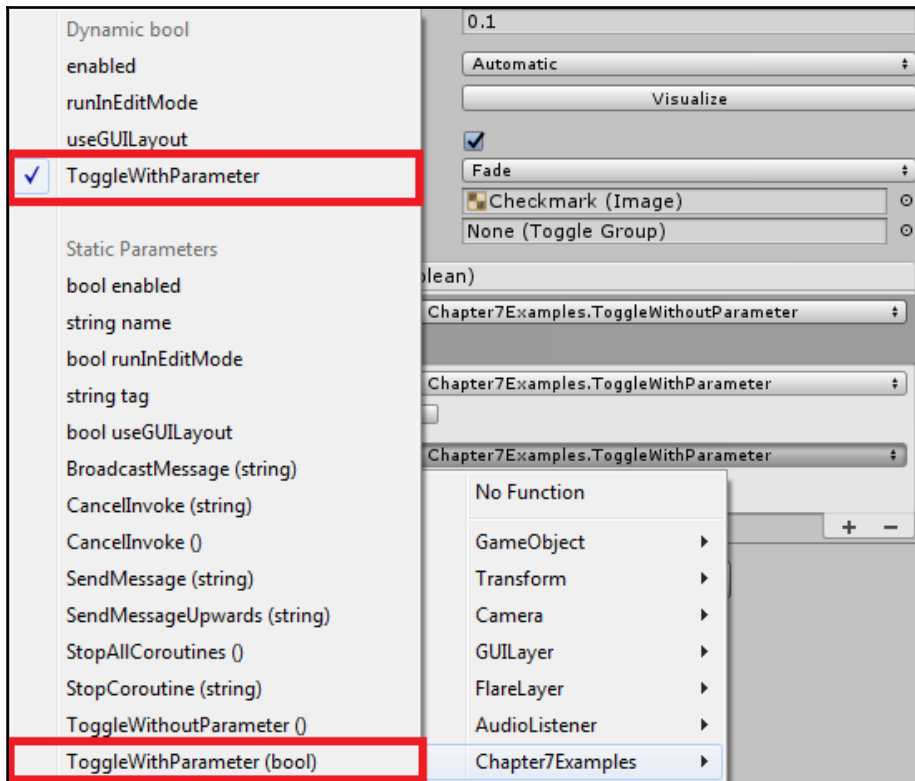 Dynamic bool
enabled
runInEditMode
useGUILayout
ToggleWithParameter
Static Parameters
bool enabled
string name
bool runInEditMode
string tag
bool useGUILayout
BroadcastMessage (string)
CancelInvoke (string)
CancelInvoke ()
SendMessage (string)
SendMessageUpwards (string)
StopAllCoroutines ()
StopCoroutine (string)
ToggleWithoutParameter ()
ToggleWithParameter (bool)
0.1
Automatic
Visualize
Fade
Checkmark (Image)
None (Toggle Group)
lean)
Chapter7Examples.ToggleWithoutParameter
Chapter7Examples.ToggleWithParameter
Chapter7Examples.ToggleWithParameter
No Function
GameObject
Transform
Camera
GUILayer
FlareLayer
AudioListener
Chapter7Examples